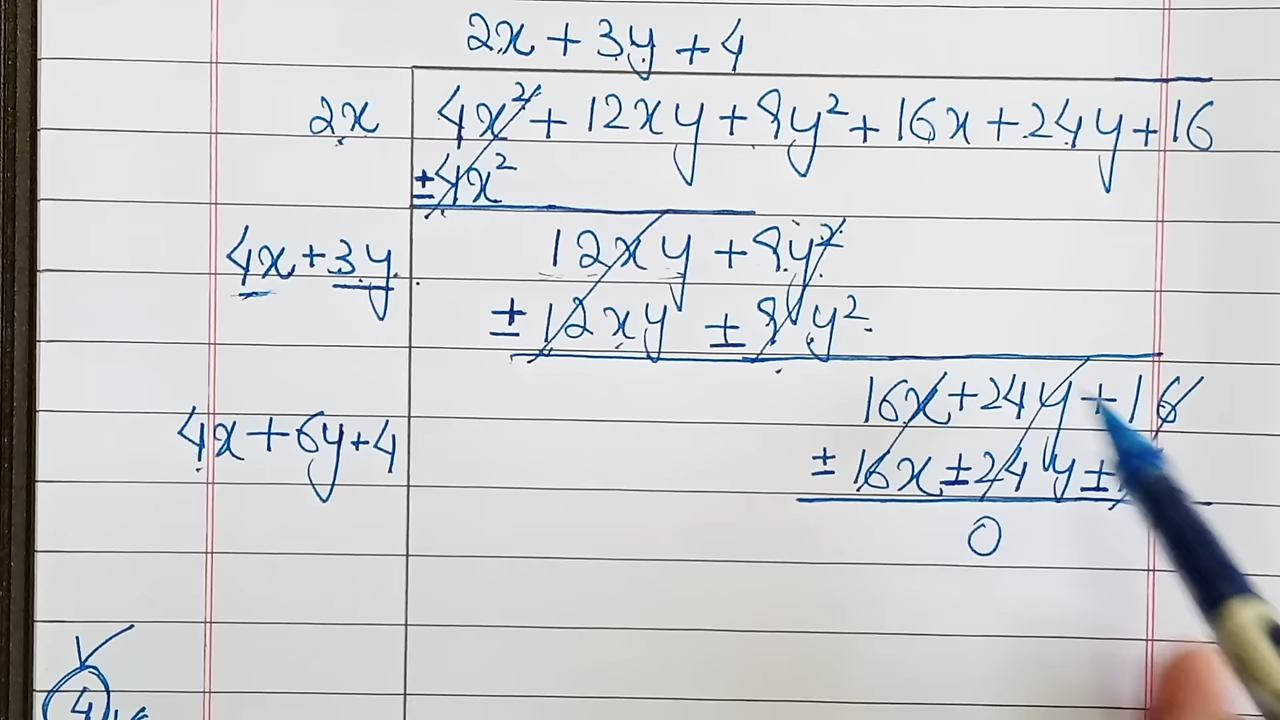 2x + 3y + 4
2x 4x² + 12xy + 9y² + 16x + 24y + 16
± 4x²
4x + 3y 12xy + 9y²
± 12xy ± 9y²
16x + 24y + 16
4x + 6y + 4 ± 16x ± 24y ±
0
4